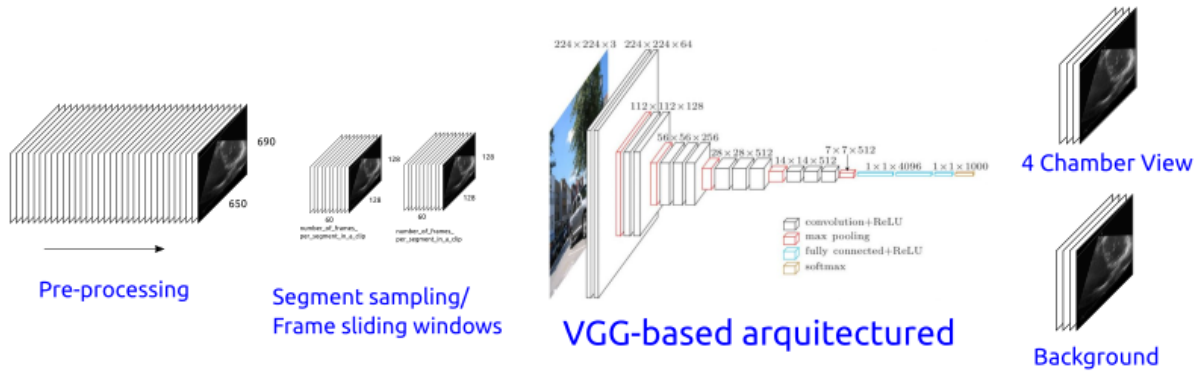 690
650
Pre-processing
128
128
60
number_of_frames_
per_segment_in_a_clip
128
128
60
number_of_frames_
per_segment_in_a_clip
Segment sampling/
Frame sliding windows
224×224×3
224×224×64
112×112×128
56×56×256
28×28×512
14×14×512
7×7×512
1×1×4096
1×1×1000
convolution+ReLU
max pooling
fully connected+ReLU
softmax
VGG-based arquitectured
4 Chamber View
Background